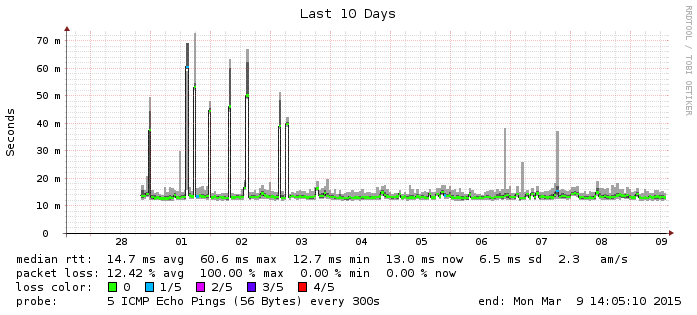 Last 10 Days
RRDTOOL / TOBI OETIKER
Seconds
70 m
60 m
50 m
40 m
30 m
20 m
10 m
0
28 01 02 03 04 05 06 07 08 09
median rtt: 14.7 ms avg 60.6 ms max 12.7 ms min 13.0 ms now 6.5 ms sd 2.3 am/s
packet loss: 12.42 % avg 100.00 % max 0.00 % min 0.00 % now
loss color: 0 1/5 2/5 3/5 4/5
probe: 5 ICMP Echo Pings (56 Bytes) every 300s end: Mon Mar 9 14:05:10 2015